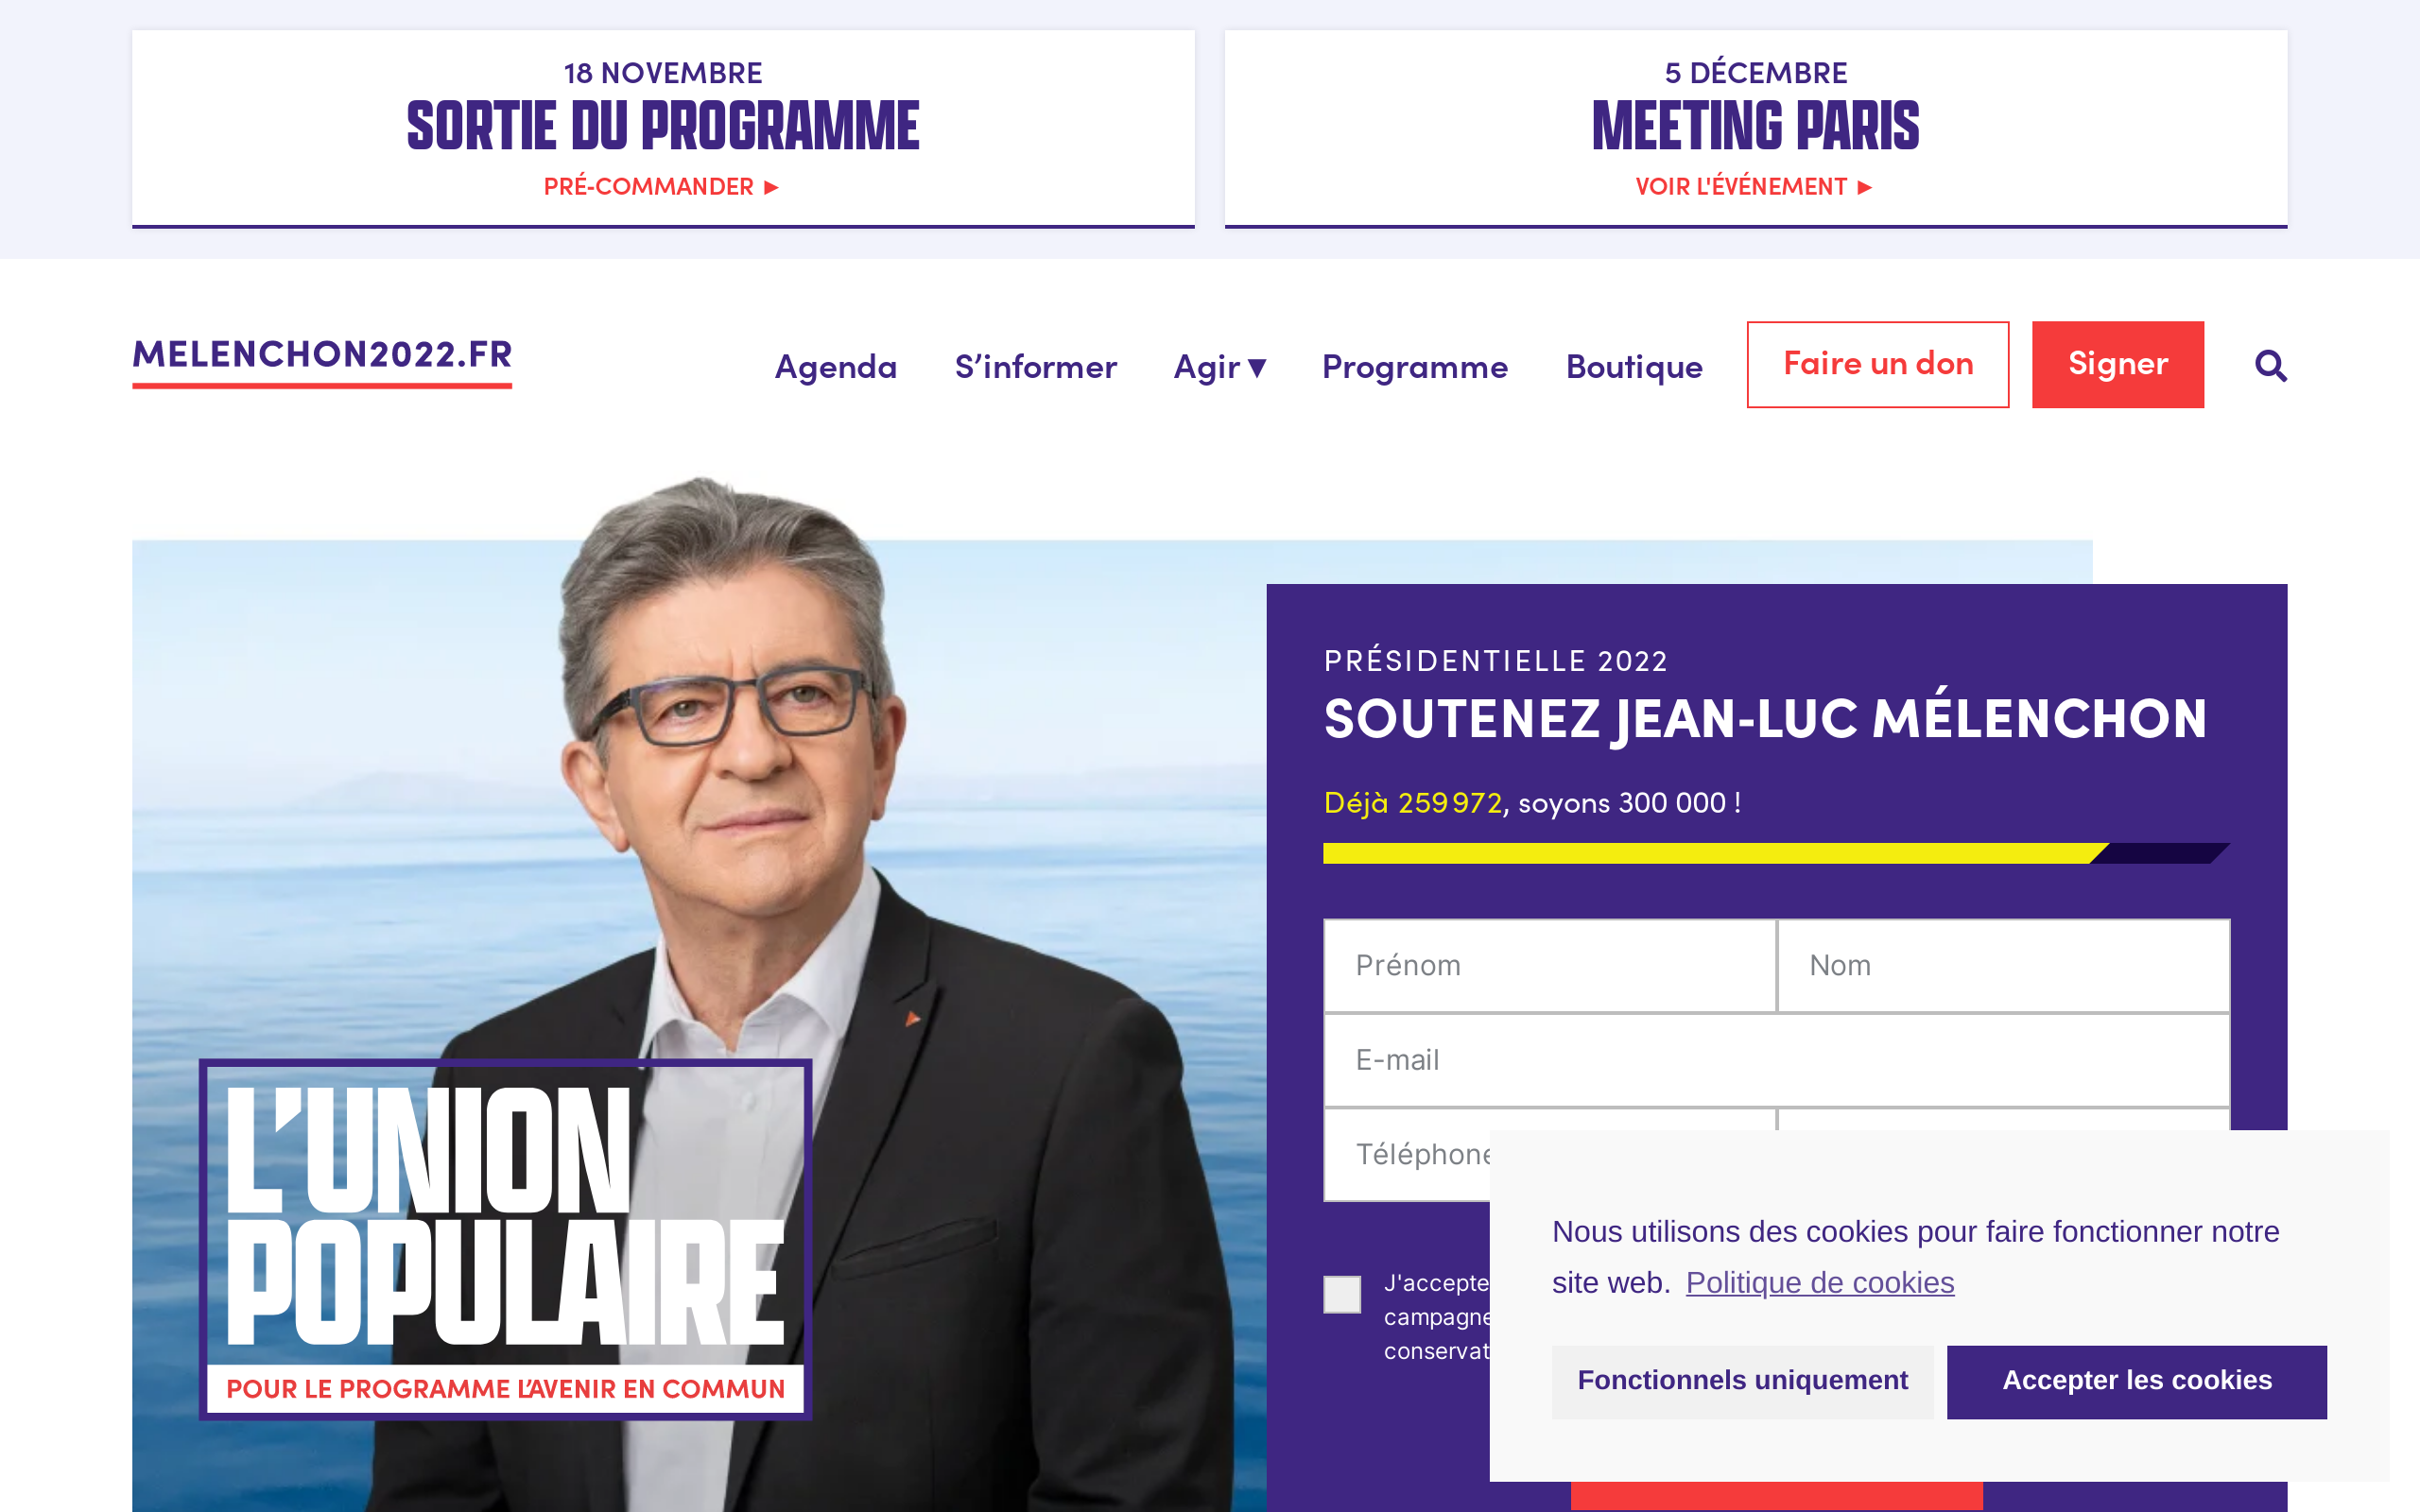 18 NOVEMBRE
SORTIE DU PROGRAMME
PRÉ-COMMANDER ►
5 DÉCEMBRE
MEETING PARIS
VOIR L'ÉVÉNEMENT ►
MELENCHON2022.FR
Agenda
S’informer
Agir ▾
Programme
Boutique
Faire un don
Signer
PRÉSIDENTIELLE 2022
SOUTENEZ JEAN-LUC MÉLENCHON
Déjà 259 972, soyons 300 000 !
Prénom
Nom
E-mail
Téléphone
J'accepte
campagne
conservat
L’UNION
POPULAIRE
POUR LE PROGRAMME L’AVENIR EN COMMUN
Nous utilisons des cookies pour faire fonctionner notre
site web. Politique de cookies
Fonctionnels uniquement
Accepter les cookies